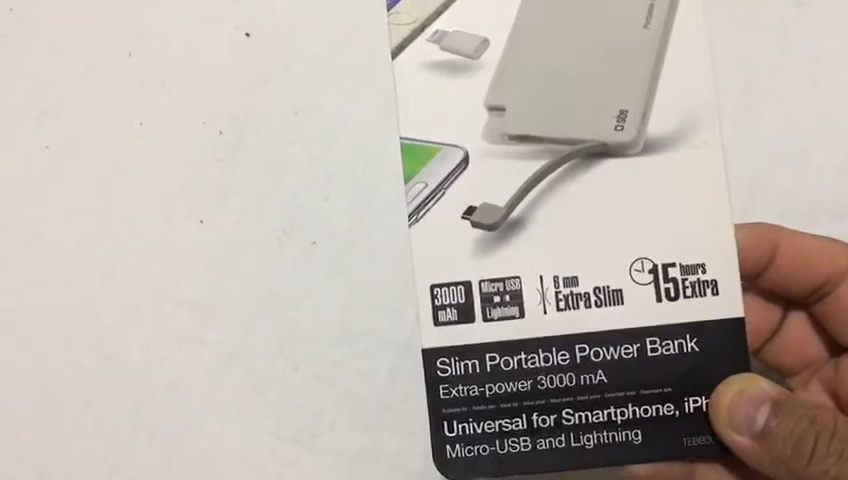 sbs
3000
mAh
Micro USB
Lightning
8 mm
Extra Slim
15 hours
Extra
Slim Portable Power Bank
Extra-power 3000 mA
Universal for Smartphone, iPh
Micro-USB and Lightning